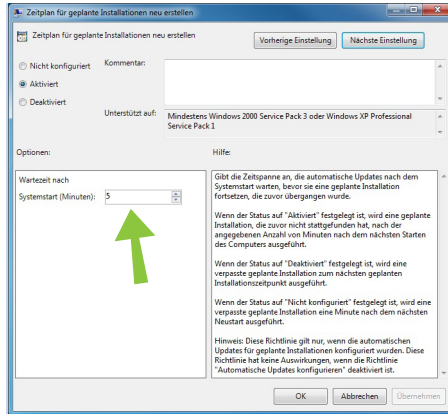 Zeitplan für geplante Installationen neu erstellen
Zeitplan für geplante Installationen neu erstellen
Vorherige Einstellung
Nächste Einstellung
Nicht konfiguriert
Kommentar:
Aktiviert
Deaktiviert
Unterstützt auf:
Mindestens Windows 2000 Service Pack 3 oder Windows XP Professional
Service Pack 1
Optionen:
Hilfe:
Wartezeit nach
Systemstart (Minuten):
5
Gibt die Zeitspanne an, die automatische Updates nach dem
Systemstart warten, bevor sie eine geplante Installation
fortsetzen, die zuvor übergangen wurde.
Wenn der Status auf "Aktiviert" festgelegt ist, wird eine geplante
Installation, die zuvor nicht stattgefunden hat, nach der
angegebenen Anzahl von Minuten nach dem nächsten Starten
des Computers ausgeführt.
Wenn der Status auf "Deaktiviert" festgelegt ist, wird eine
verpasste geplante Installation zum nächsten geplanten
Installationszeitpunkt ausgeführt.
Wenn der Status auf "Nicht konfiguriert" festgelegt ist, wird eine
verpasste geplante Installation eine Minute nach dem nächsten
Neustart ausgeführt.
Hinweis: Diese Richtlinie gilt nur, wenn die automatischen
Updates für geplante Installationen konfiguriert wurden. Diese
Richtlinie hat keine Auswirkungen, wenn die Richtlinie
"Automatische Updates konfigurieren" deaktiviert ist.
OK
Abbrechen
Übernehmen